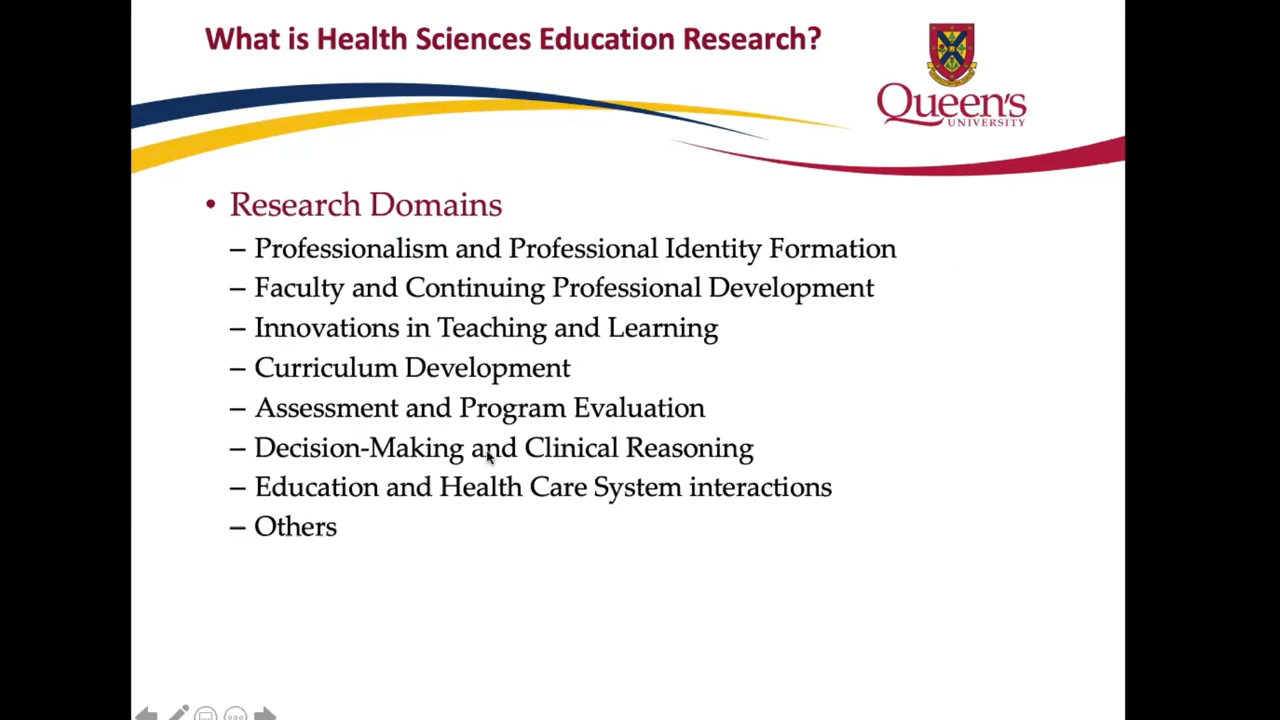 What is Health Sciences Education Research?
Queen's
UNIVERSITY
• Research Domains
– Professionalism and Professional Identity Formation
– Faculty and Continuing Professional Development
– Innovations in Teaching and Learning
– Curriculum Development
– Assessment and Program Evaluation
– Decision-Making and Clinical Reasoning
– Education and Health Care System interactions
– Others